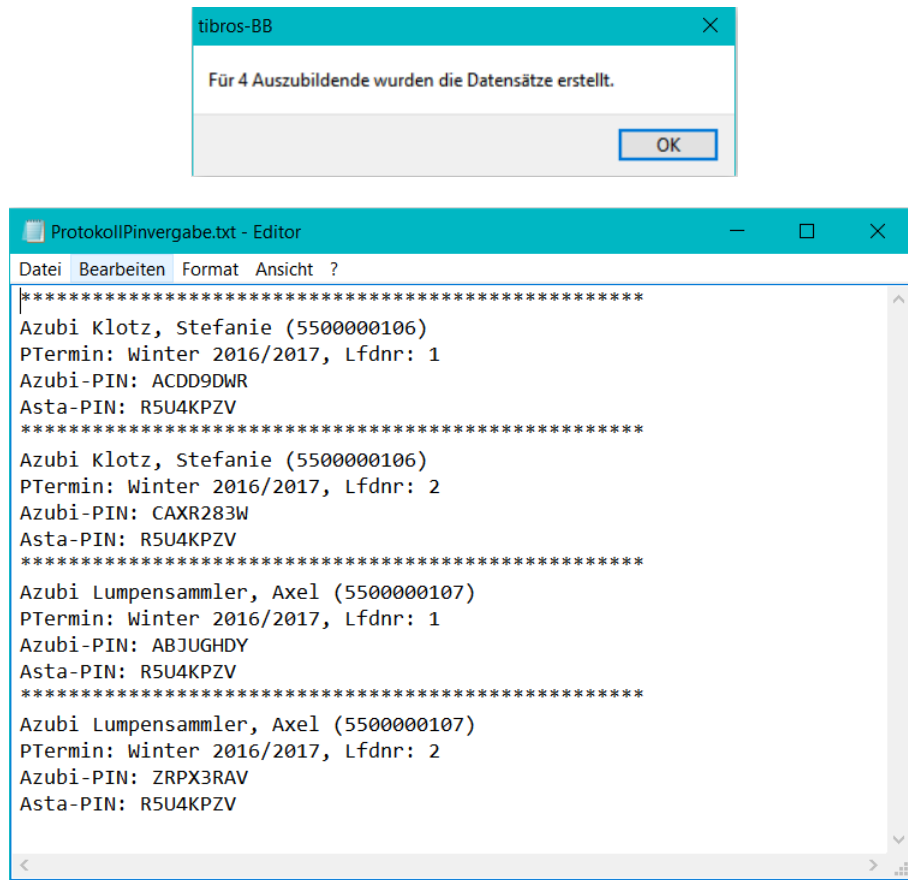 tibros-BB
Für 4 Auszubildende wurden die Datensätze erstellt.
OK
ProtokollPinvergabe.txt - Editor
Datei Bearbeiten Format Ansicht ?
****************************************************
Azubi Klotz, Stefanie (5500000106)
PTermin: Winter 2016/2017, Lfdnr: 1
Azubi-PIN: ACDD9DWR
Asta-PIN: R5U4KPZV
****************************************************
Azubi Klotz, Stefanie (5500000106)
PTermin: Winter 2016/2017, Lfdnr: 2
Azubi-PIN: CAXR283W
Asta-PIN: R5U4KPZV
****************************************************
Azubi Lumpensammler, Axel (5500000107)
PTermin: Winter 2016/2017, Lfdnr: 1
Azubi-PIN: ABJUGHDY
Asta-PIN: R5U4KPZV
****************************************************
Azubi Lumpensammler, Axel (5500000107)
PTermin: Winter 2016/2017, Lfdnr: 2
Azubi-PIN: ZRPX3RAV
Asta-PIN: R5U4KPZV